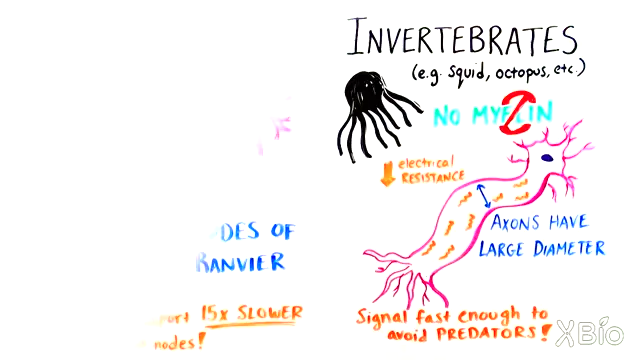 INVERTEBRATES
(e.g. squid, octopus, etc.)
NO MYELIN
electrical
RESISTANCE
AXONS HAVE
LARGE DIAMETER
Signal fast enough to
avoid PREDATORS!
DES OF
RANVIER
15x SLOWER
nodes!
XBio